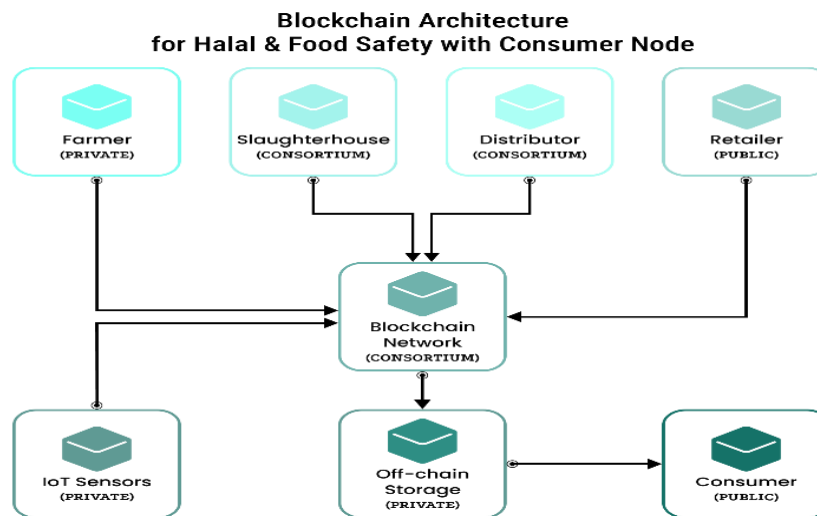 Blockchain Architecture
for Halal & Food Safety with Consumer Node
Farmer
(PRIVATE)
Slaughterhouse
(CONSORTIUM)
Distributor
(CONSORTIUM)
Retailer
(PUBLIC)
Blockchain
Network
(CONSORTIUM)
IoT Sensors
(PRIVATE)
Off-chain
Storage
(PRIVATE)
Consumer
(PUBLIC)